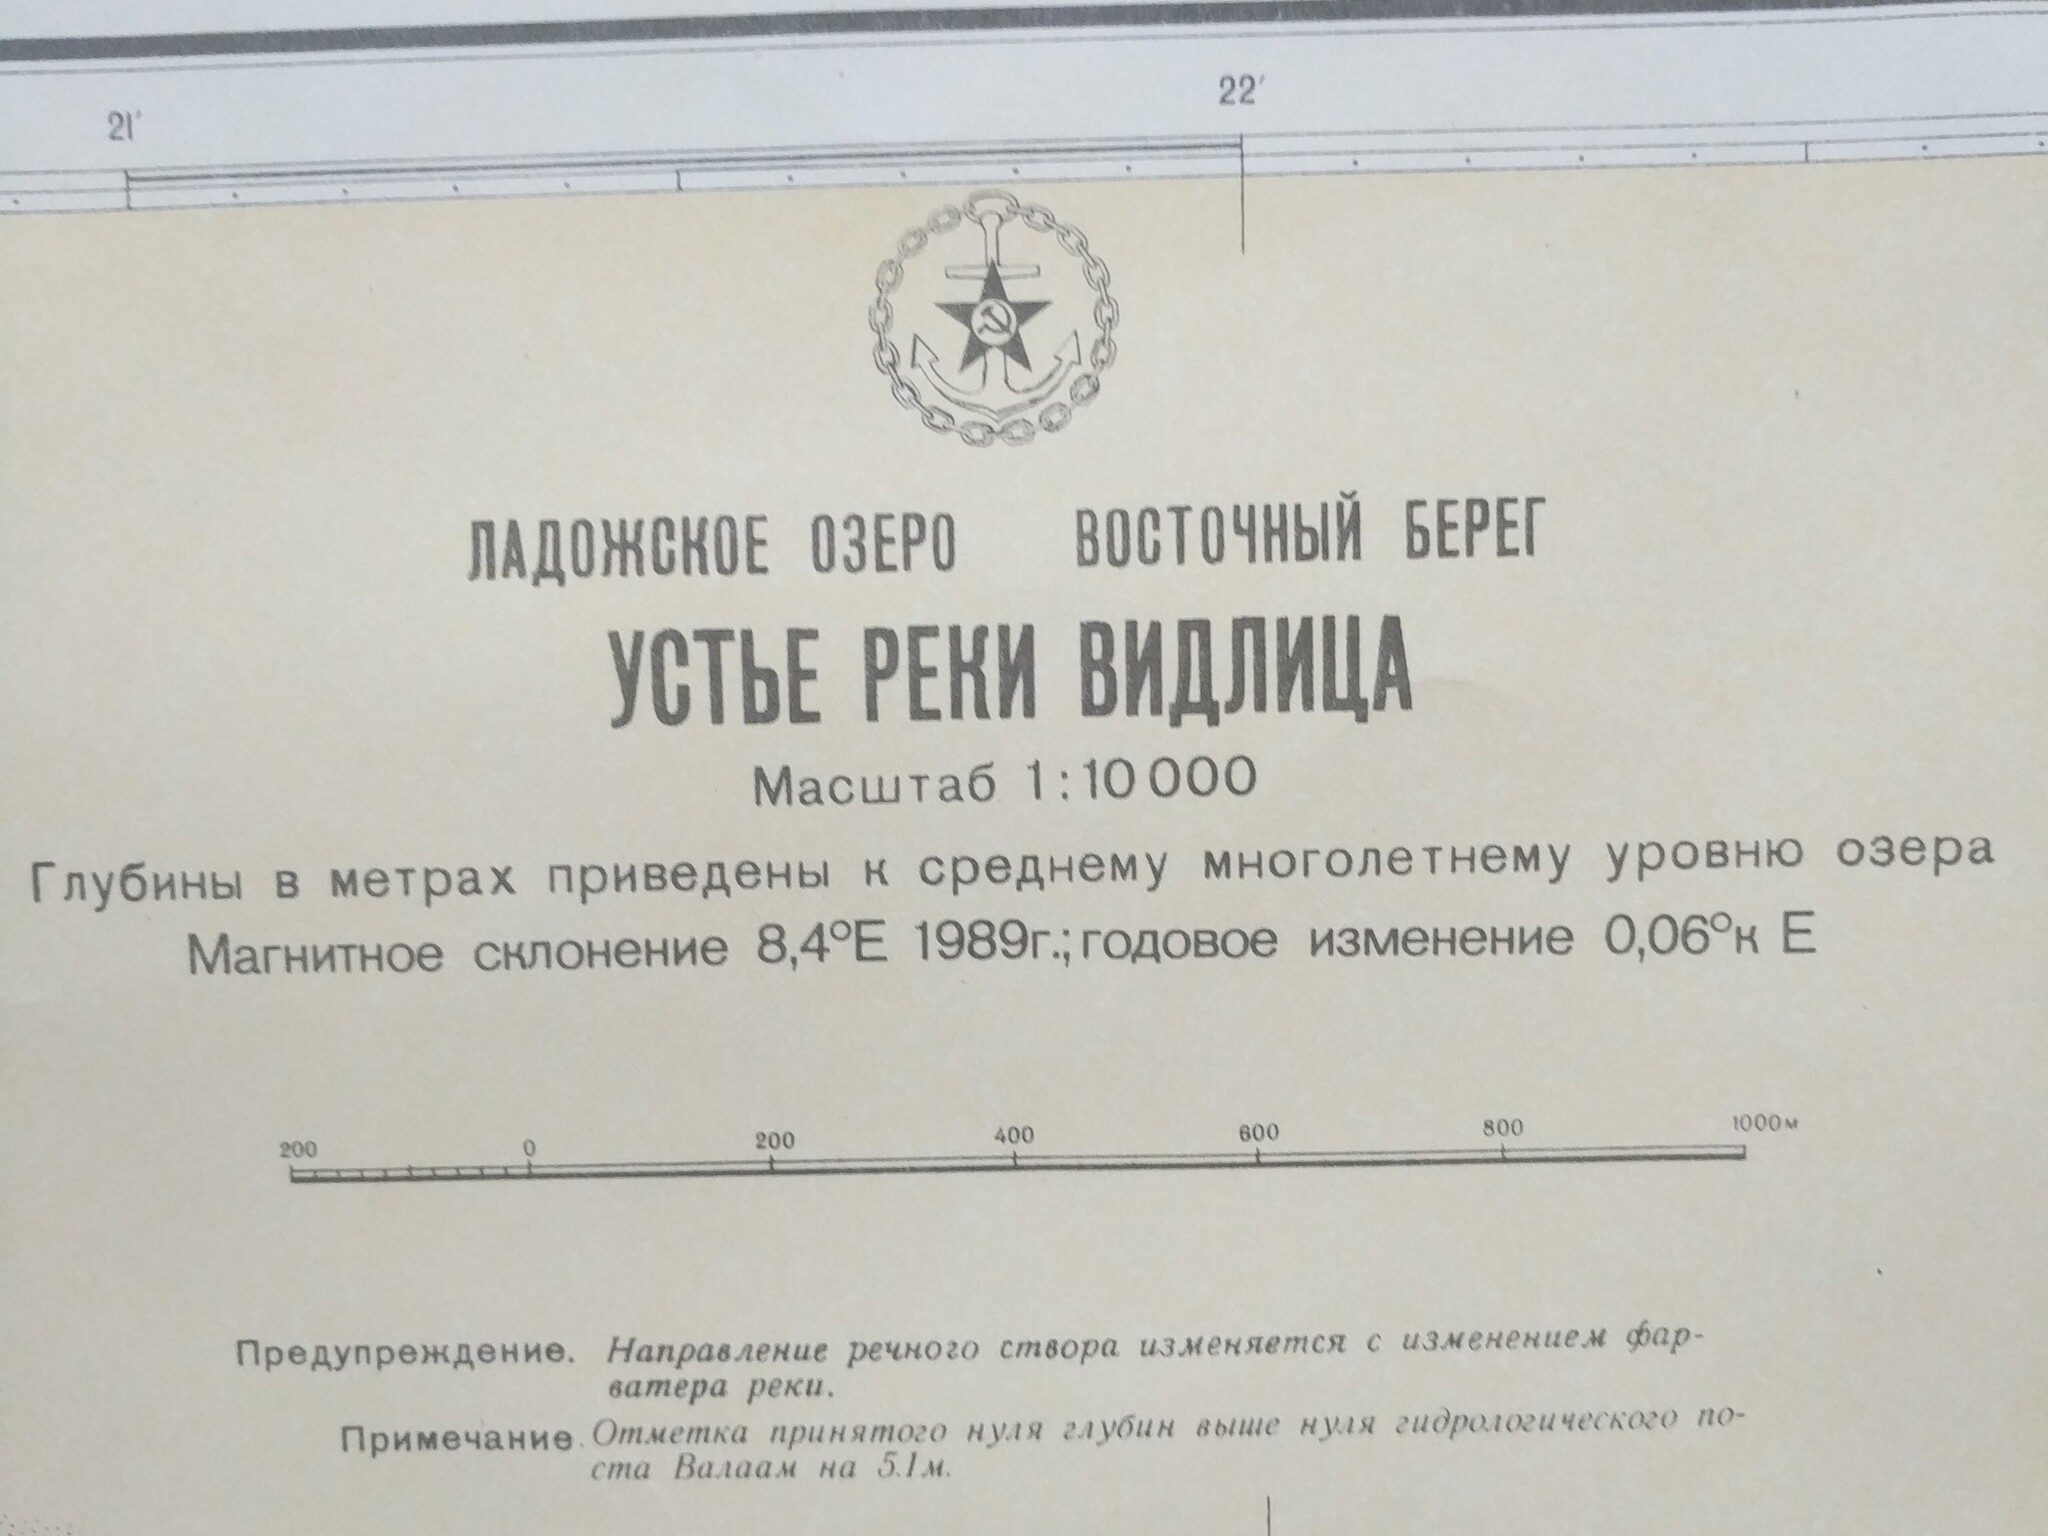 21′ 22′
ЛАДОЖСКОЕ ОЗЕРО ВОСТОЧНЫЙ БЕРЕГ
УСТЬЕ РЕКИ ВИДЛИЦА
Масштаб 1:10 000
Глубины в метрах приведены к среднему многолетнему уровню озера
Магнитное склонение 8,4°E 1989г.; годовое изменение 0,06°к E
200 0 200 400 600 800 1000м
Предупреждение. Направление речного створа изменяется с изменением фар-
ватера реки.
Примечание. Отметка принятого нуля глубин выше нуля гидрологического по-
ста Валаам на 5.1м.